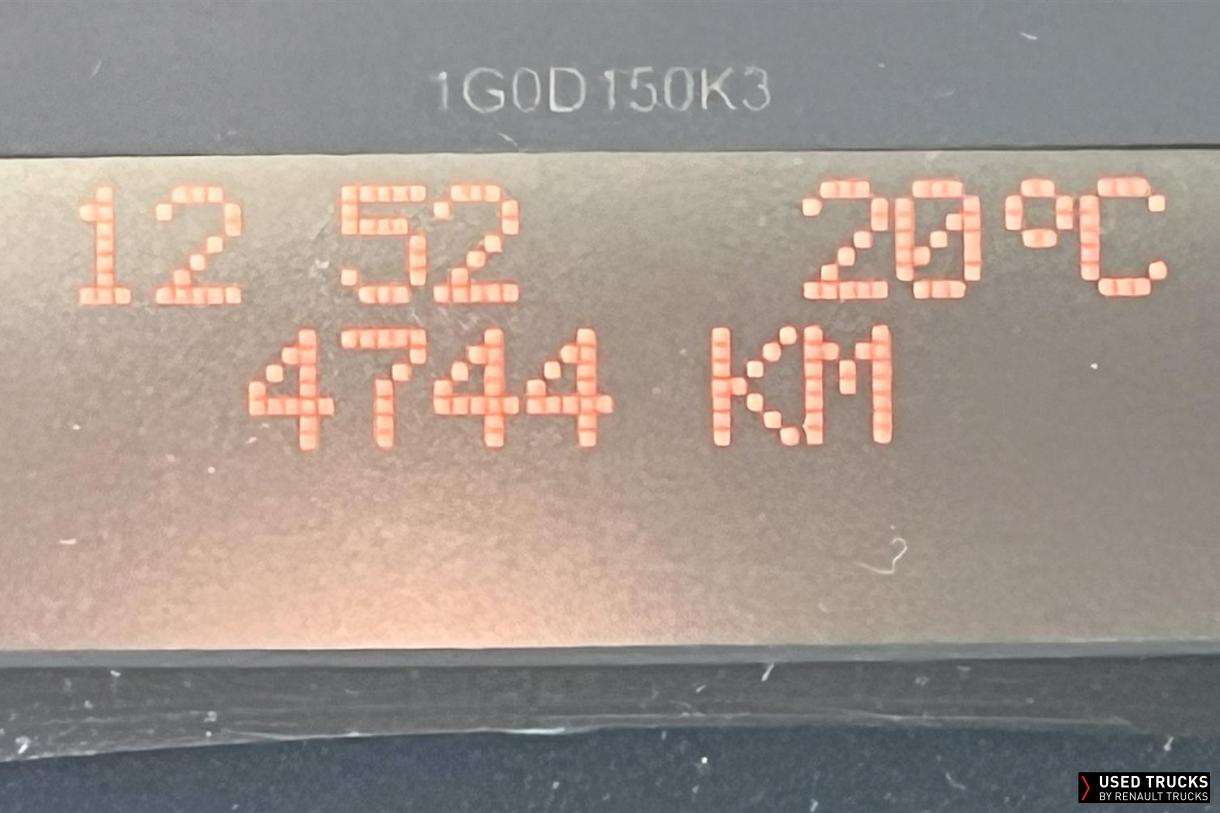 1G0D150K3
12 52 20°C
4744 KM
USED TRUCKS
BY RENAULT TRUCKS